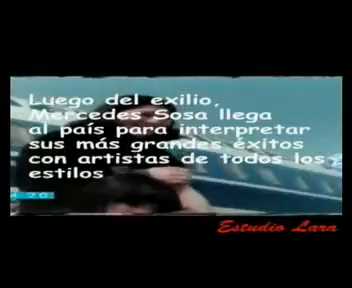 Luego del exilio,
Mercedes Sosa llega
al país para interpretar
sus más grandes éxitos
con artistas de todos los
estilos
Estudio Lara